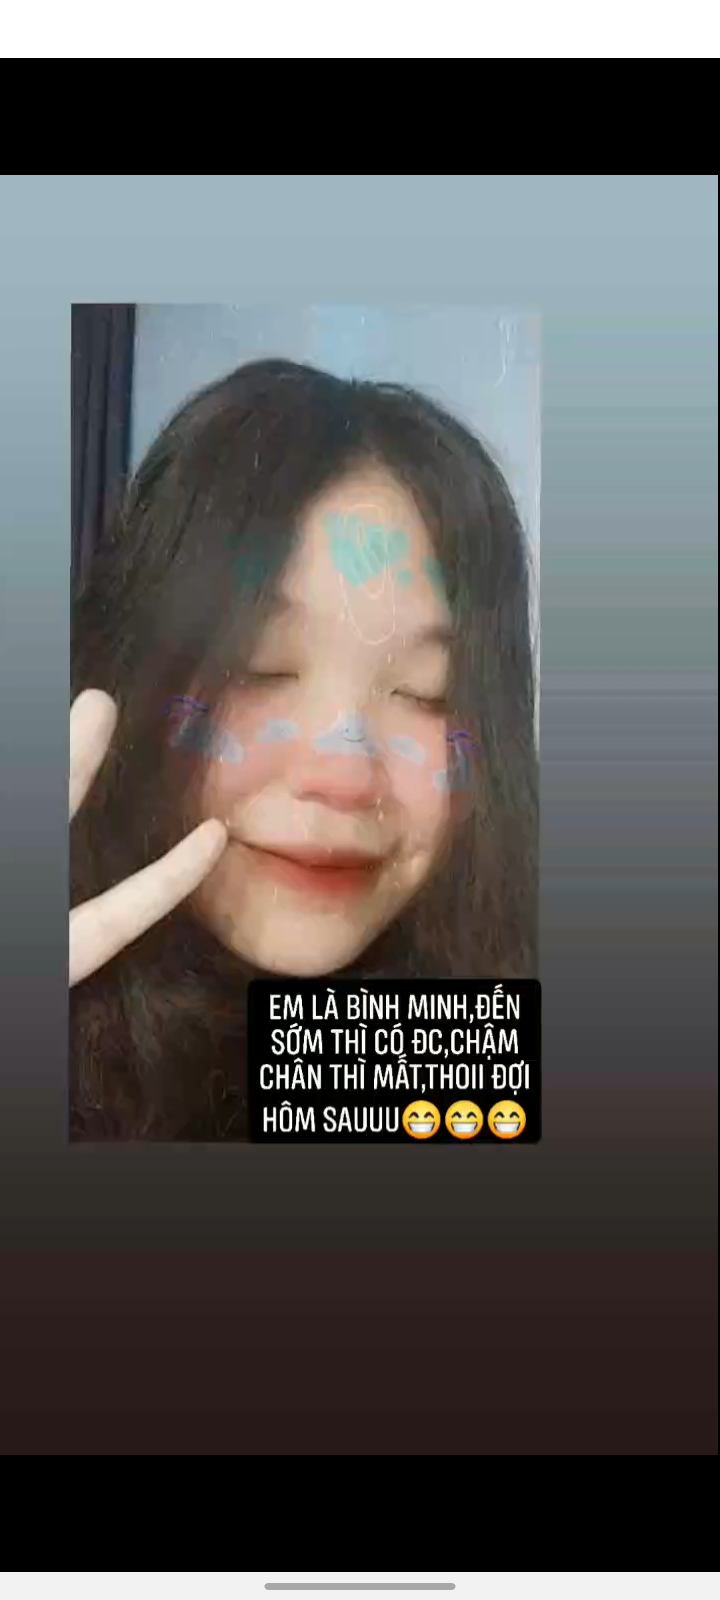 EM LÀ BÌNH MINH,ĐẾN
SỚM THÌ CÓ ĐC,CHẬM
CHÂN THÌ MẤT,THOII ĐỢI
HÔM SAUUU😁😁😁